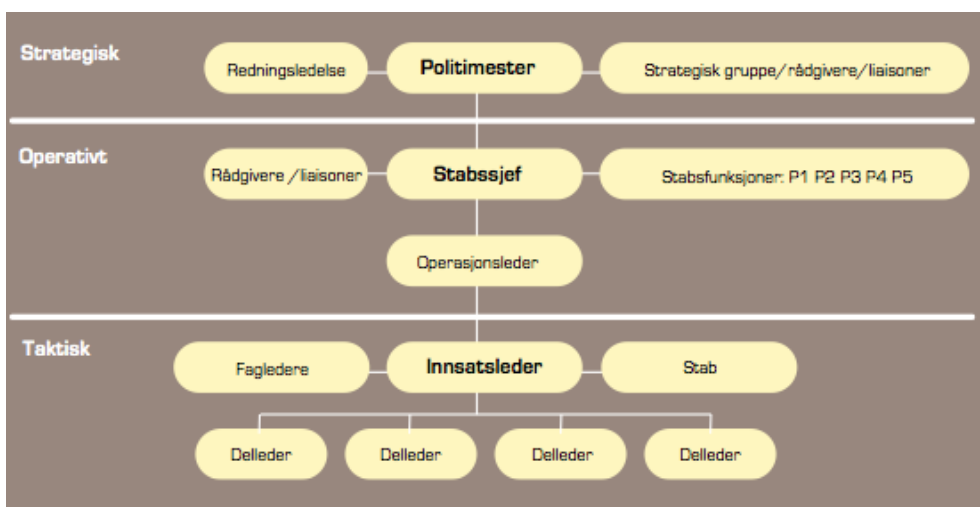 Strategisk
Redningsledelse
Politimester
Strategisk gruppe/rådgivere/liaisoner
Operativt
Rådgivere /liaisoner
Stabssjef
Stabsfunksjoner: P1 P2 P3 P4 P5
Operasjonsleder
Taktisk
Fagledere
Innsatsleder
Stab
Delleder
Delleder
Delleder
Delleder